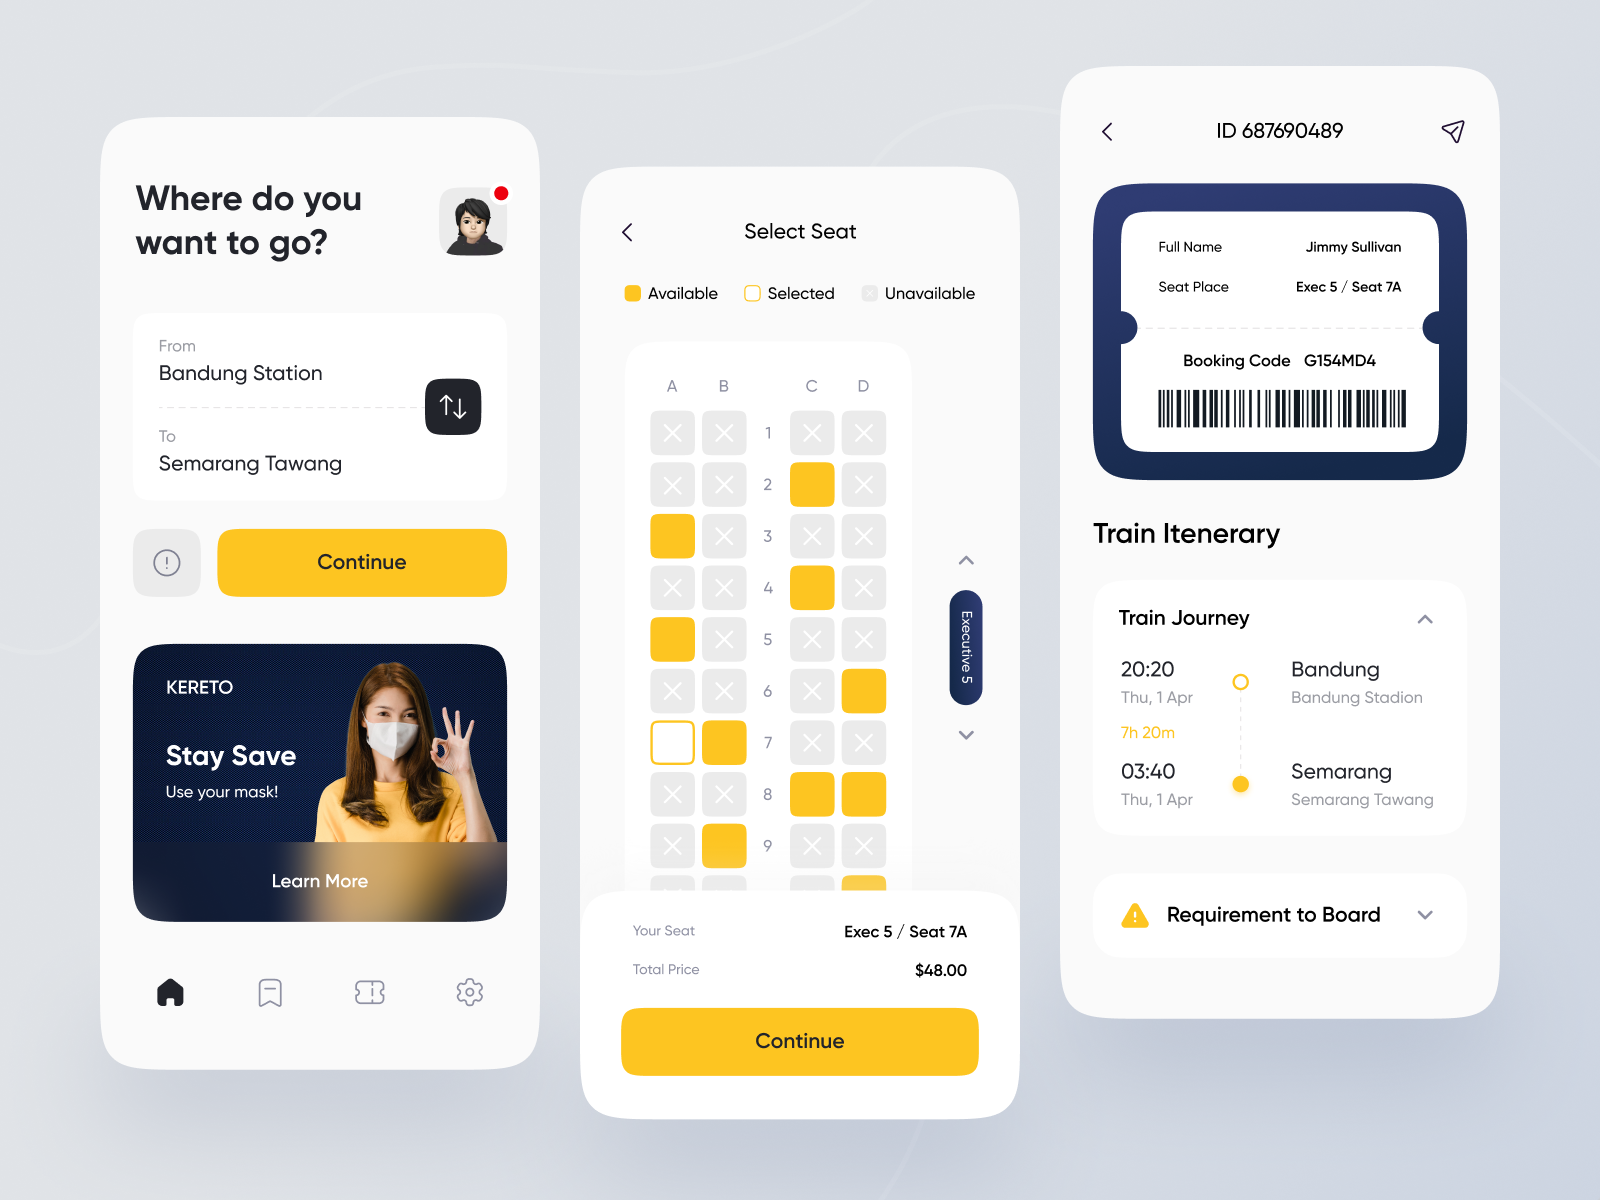 Where do you
want to go?
From
Bandung Station
To
Semarang Tawang
Continue
KERETO
Stay Save
Use your mask!
Learn More
Select Seat
Available Selected Unavailable
A B C D
1
2
3
4
5
6
7
8
9
Executive 5
Your Seat Exec 5 / Seat 7A
Total Price $48.00
Continue
ID 687690489
Full Name Jimmy Sullivan
Seat Place Exec 5 / Seat 7A
Booking Code G154MD4
Train Itenerary
Train Journey
20:20 Bandung
Thu, 1 Apr Bandung Stadion
7h 20m
03:40 Semarang
Thu, 1 Apr Semarang Tawang
Requirement to Board